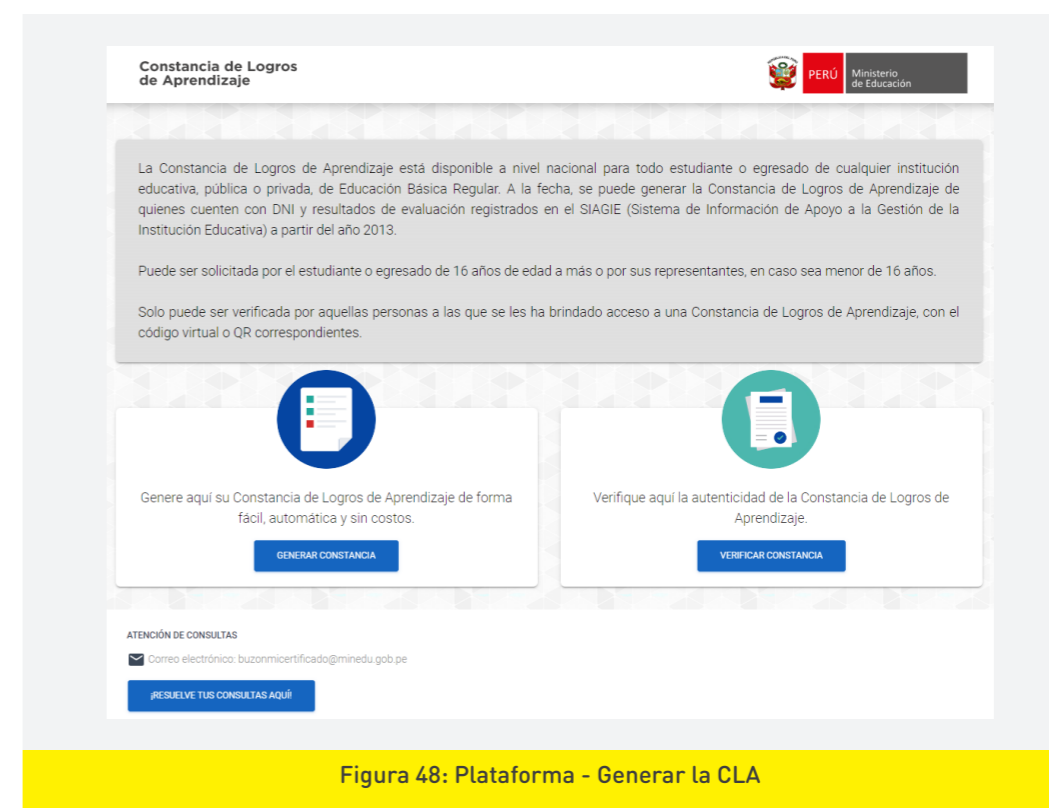 Constancia de Logros
de Aprendizaje
PERÚ
Ministerio
de Educación
La Constancia de Logros de Aprendizaje está disponible a nivel nacional para todo estudiante o egresado de cualquier institución
educativa, pública o privada, de Educación Básica Regular. A la fecha, se puede generar la Constancia de Logros de Aprendizaje de
quienes cuenten con DNI y resultados de evaluación registrados en el SIAGIE (Sistema de Información de Apoyo a la Gestión de la
Institución Educativa) a partir del año 2013.
Puede ser solicitada por el estudiante o egresado de 16 años de edad a más o por sus representantes, en caso sea menor de 16 años.
Solo puede ser verificada por aquellas personas a las que se les ha brindado acceso a una Constancia de Logros de Aprendizaje, con el
código virtual o QR correspondientes.
Genere aquí su Constancia de Logros de Aprendizaje de forma
fácil, automática y sin costos.
GENERAR CONSTANCIA
Verifique aquí la autenticidad de la Constancia de Logros de
Aprendizaje.
VERIFICAR CONSTANCIA
ATENCIÓN DE CONSULTAS
Correo electrónico: buzonmicertificado@minedu.gob.pe
¡RESUELVE TUS CONSULTAS AQUÍ!
Figura 48: Plataforma - Generar la CLA